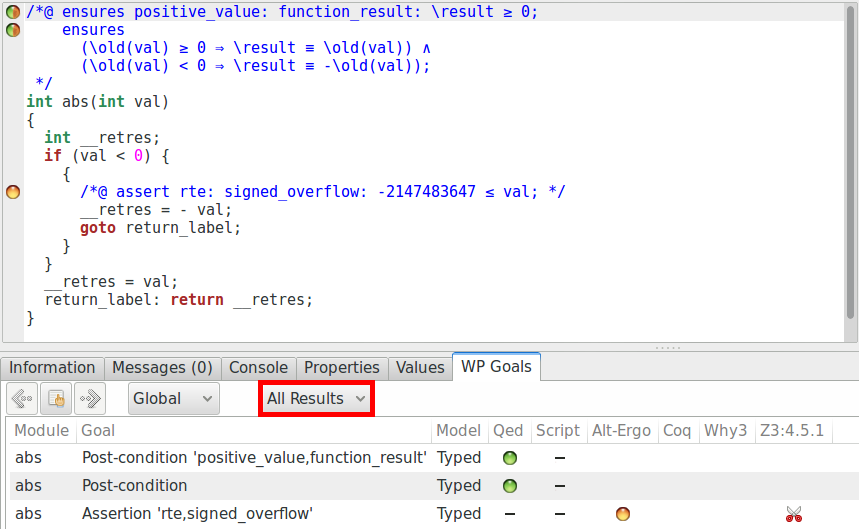 /*@ ensures positive_value: function_result: \result ≥ 0;
ensures
(\old(val) ≥ 0 ⇒ \result ≡ \old(val)) ∧
(\old(val) < 0 ⇒ \result ≡ -\old(val));
*/
int abs(int val)
{
int __retres;
if (val < 0) {
{
/*@ assert rte: signed_overflow: -2147483647 ≤ val; */
__retres = - val;
goto return_label;
}
}
__retres = val;
return_label: return __retres;
}
Information Messages (0) Console Properties Values WP Goals
Global All Results
Module Goal Model Qed Script Alt-Ergo Coq Why3 Z3:4.5.1
abs Post-condition 'positive_value,function_result' Typed –
abs Post-condition Typed –
abs Assertion 'rte,signed_overflow' Typed – –